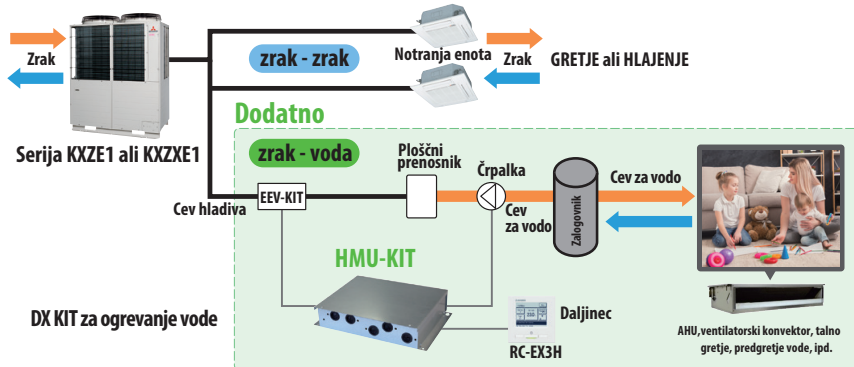 Zrak
zrak - zrak
Notranja enota
Zrak
GRETJE ali HLAJENJE
Dodatno
Serija KXZE1 ali KXZXE1
zrak - voda
Ploščni
prenosnik
Črpalka
Cev za vodo
Cev hladiva
EEV-KIT
Cev
za vodo
Zalogovnik
HMU-KIT
DX KIT za ogrevanje vode
Daljinec
RC-EX3H
AHU,ventilatorski konvektor, talno
gretje, predgretje vode, ipd.